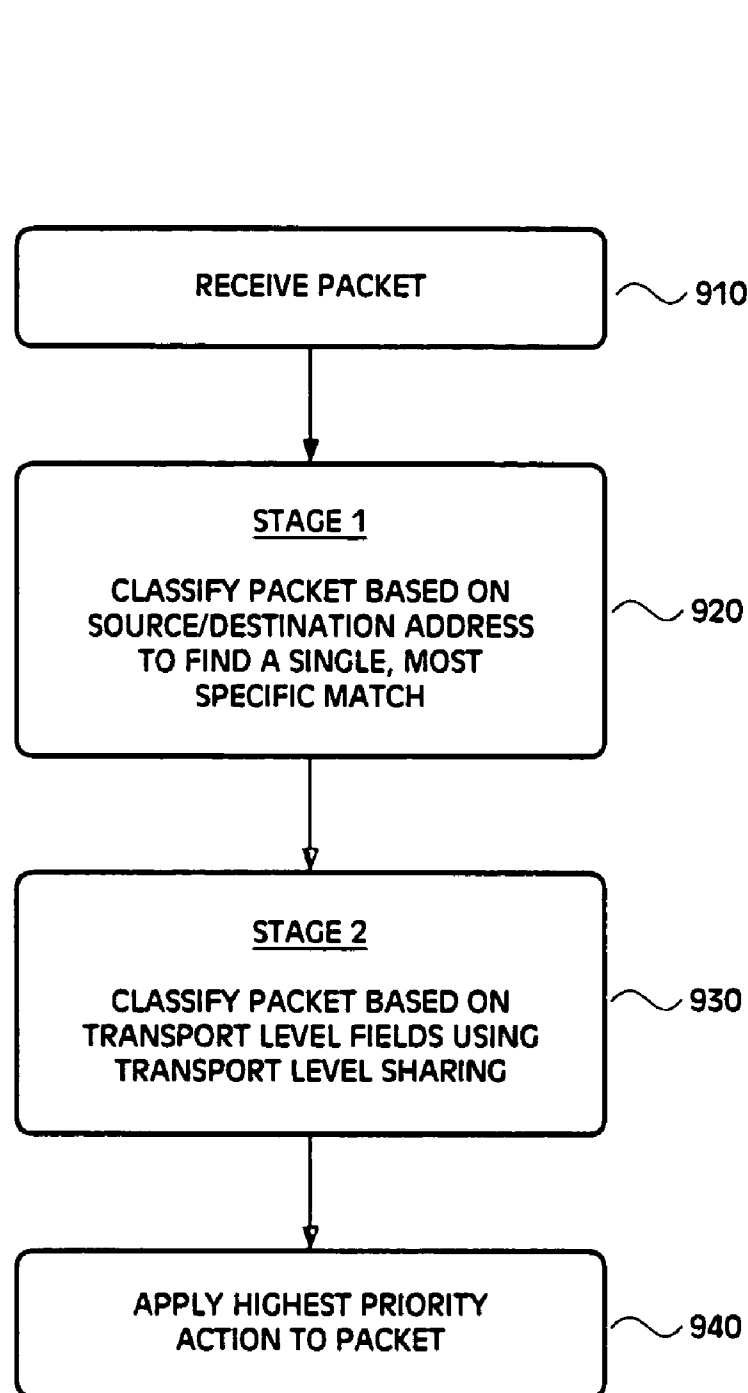 RECEIVE PACKET
910
STAGE 1
CLASSIFY PACKET BASED ON
SOURCE/DESTINATION ADDRESS
TO FIND A SINGLE, MOST
SPECIFIC MATCH
920
STAGE 2
CLASSIFY PACKET BASED ON
TRANSPORT LEVEL FIELDS USING
TRANSPORT LEVEL SHARING
930
APPLY HIGHEST PRIORITY
ACTION TO PACKET
940